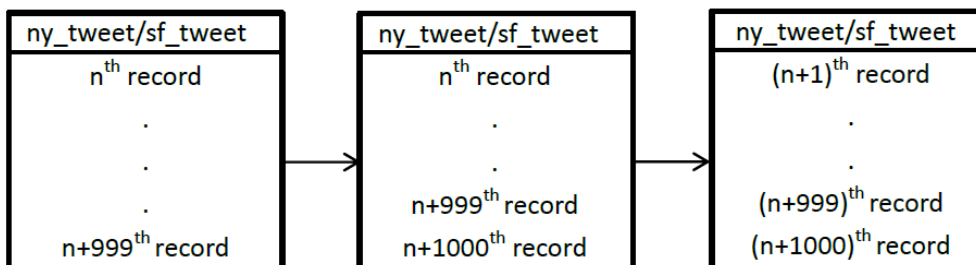 ny_tweet/sf_tweet
nth record
.
.
.
n+999th record
ny_tweet/sf_tweet
nth record
.
.
n+999th record
n+1000th record
ny_tweet/sf_tweet
(n+1)th record
.
.
(n+999)th record
(n+1000)th record